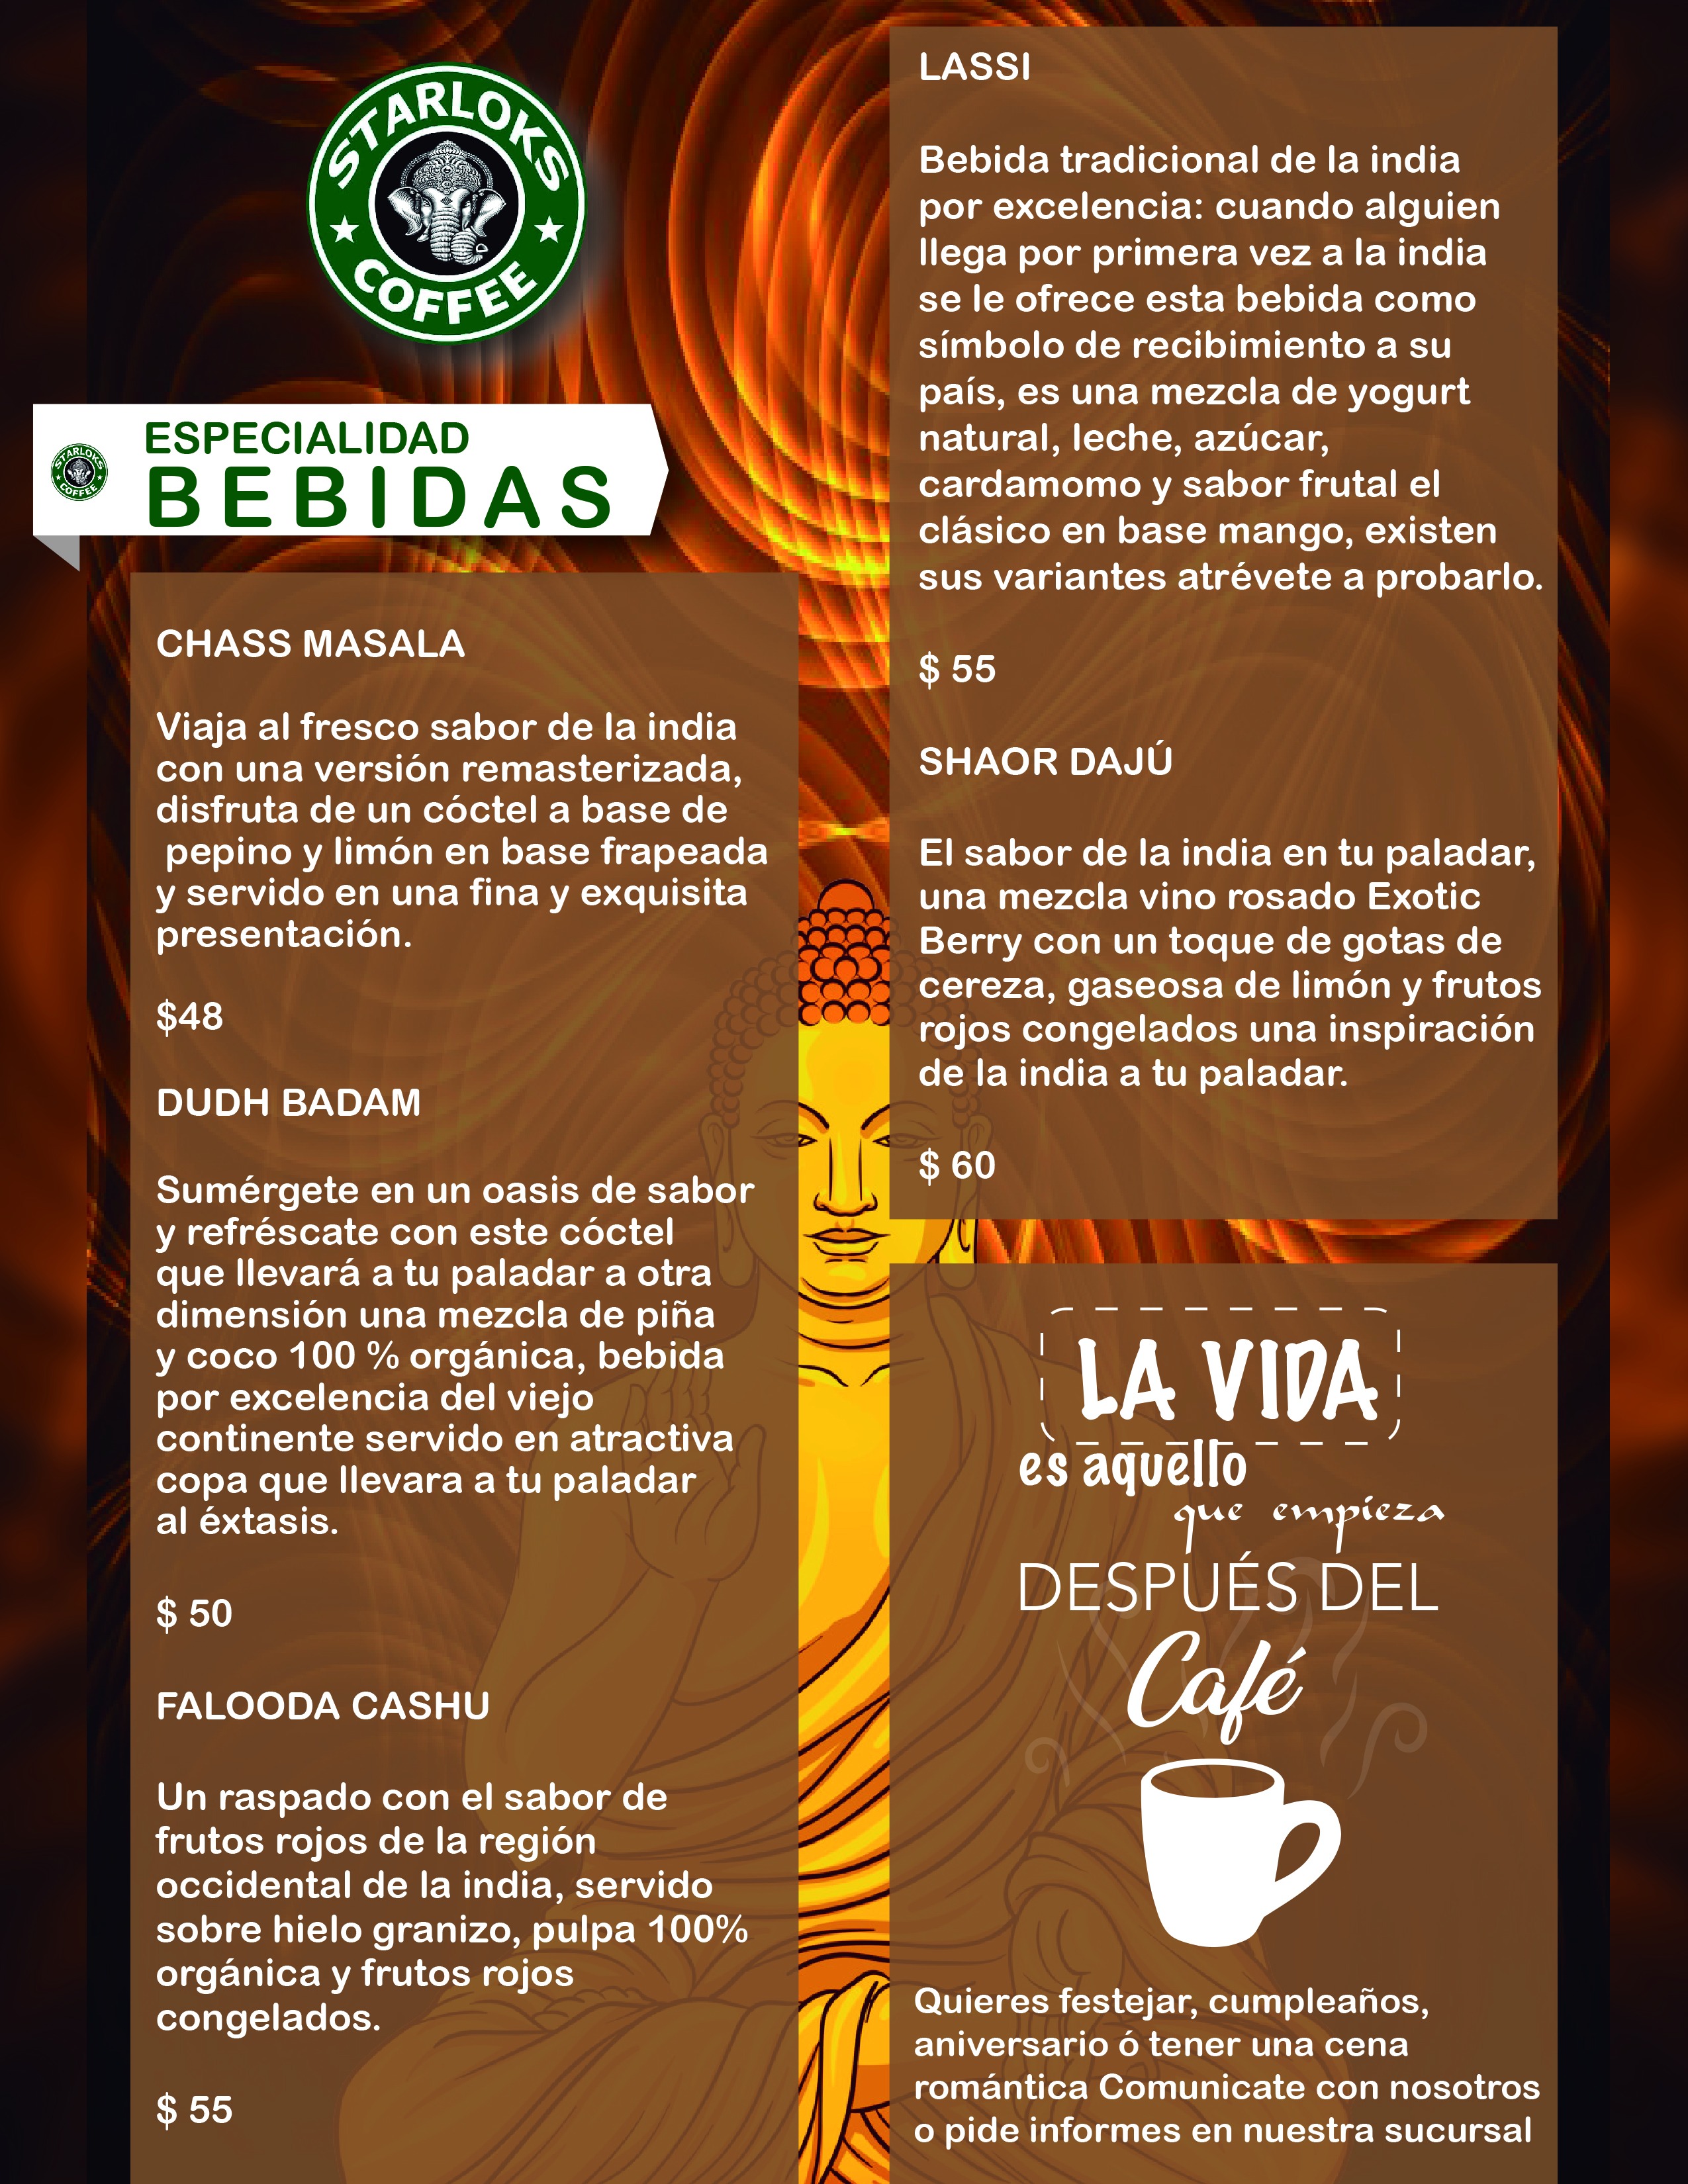 STARLOKS
COFFEE
STARLOKS
COFFEE
ESPECIALIDAD
BEBIDAS
CHASS MASALA
Viaja al fresco sabor de la india
con una versión remasterizada,
disfruta de un cóctel a base de
pepino y limón en base frapeada
y servido en una fina y exquisita
presentación.
$48
DUDH BADAM
Sumérgete en un oasis de sabor
y refréscate con este cóctel
que llevará a tu paladar a otra
dimensión una mezcla de piña
y coco 100 % orgánica, bebida
por excelencia del viejo
continente servido en atractiva
copa que llevara a tu paladar
al éxtasis.
$ 50
FALOODA CASHU
Un raspado con el sabor de
frutos rojos de la región
occidental de la india, servido
sobre hielo granizo, pulpa 100%
orgánica y frutos rojos
congelados.
$ 55
LASSI
Bebida tradicional de la india
por excelencia: cuando alguien
llega por primera vez a la india
se le ofrece esta bebida como
símbolo de recibimiento a su
país, es una mezcla de yogurt
natural, leche, azúcar,
cardamomo y sabor frutal el
clásico en base mango, existen
sus variantes atrévete a probarlo.
$ 55
SHAOR DAJÚ
El sabor de la india en tu paladar,
una mezcla vino rosado Exotic
Berry con un toque de gotas de
cereza, gaseosa de limón y frutos
rojos congelados una inspiración
de la india a tu paladar.
$ 60
LA VIDA
es aquello
que empieza
DESPUÉS DEL
Café
Quieres festejar, cumpleaños,
aniversario ó tener una cena
romántica Comunicate con nosotros
o pide informes en nuestra sucursal